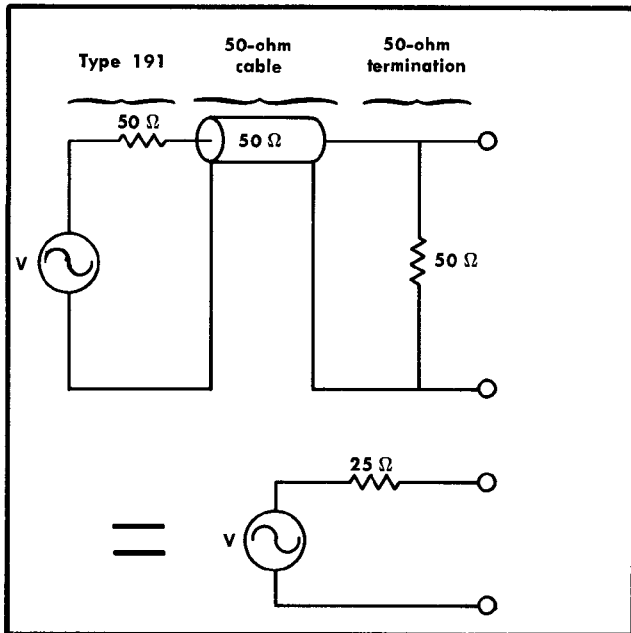 Type 191
50-ohm
cable
50-ohm
termination
50 Ω
50 Ω
V
50 Ω
25 Ω
V